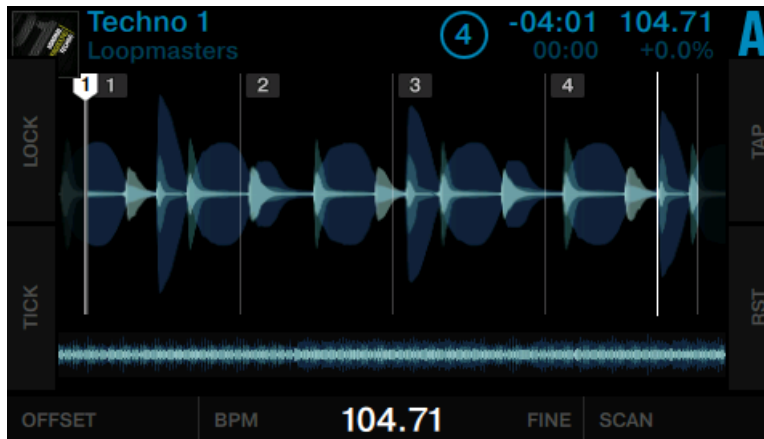 Techno 1
Loopmasters
4
-04:01
00:00
104.71
+0.0%
A
1 1 2 3 4
LOCK
TICK
TAP
OFFSET BPM 104.71 FINE SCAN